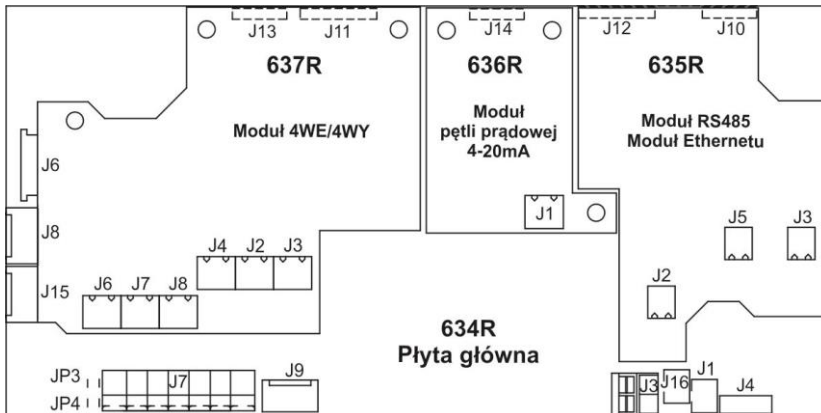 J13 J11 J14 J12 J10
637R 636R 635R
Moduł 4WE/4WY
Moduł
pętli prądowej
4-20mA
Moduł RS485
Moduł Ethernetu
J6
J8
J15
J1
J4 J2 J3
J6 J7 J8
J5 J3
J2
634R
Płyta główna
JP3
JP4
J7
J9
J3 J16 J1 J4